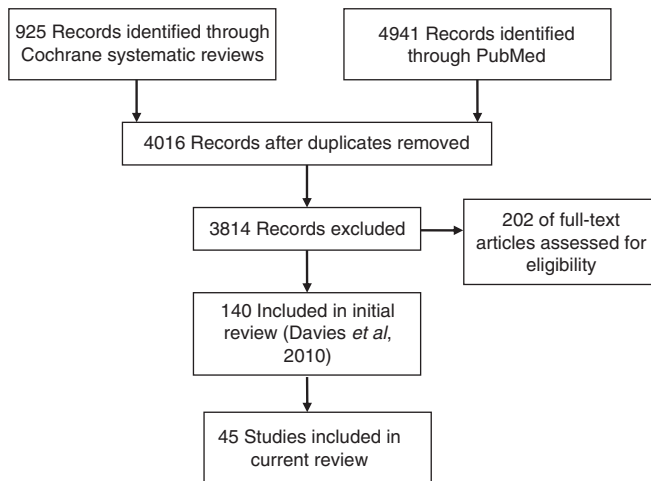 925 Records identified through
Cochrane systematic reviews
4941 Records identified
through PubMed
4016 Records after duplicates removed
3814 Records excluded
202 of full-text
articles assessed for
eligibility
140 Included in initial
review (Davies et al,
2010)
45 Studies included in
current review